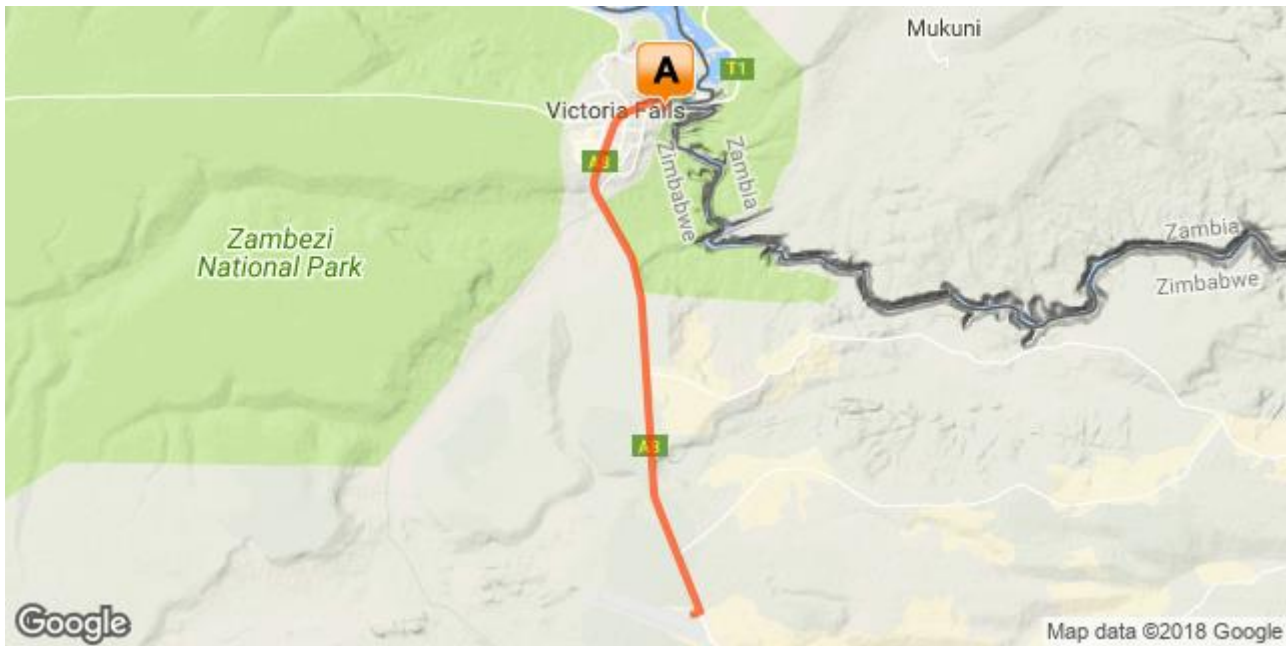 Mukuni
A
T1
Victoria Falls
A8
Zimbabwe
Zambia
Zambezi
National Park
Zambia
Zimbabwe
A8
Google
Map data ©2018 Google